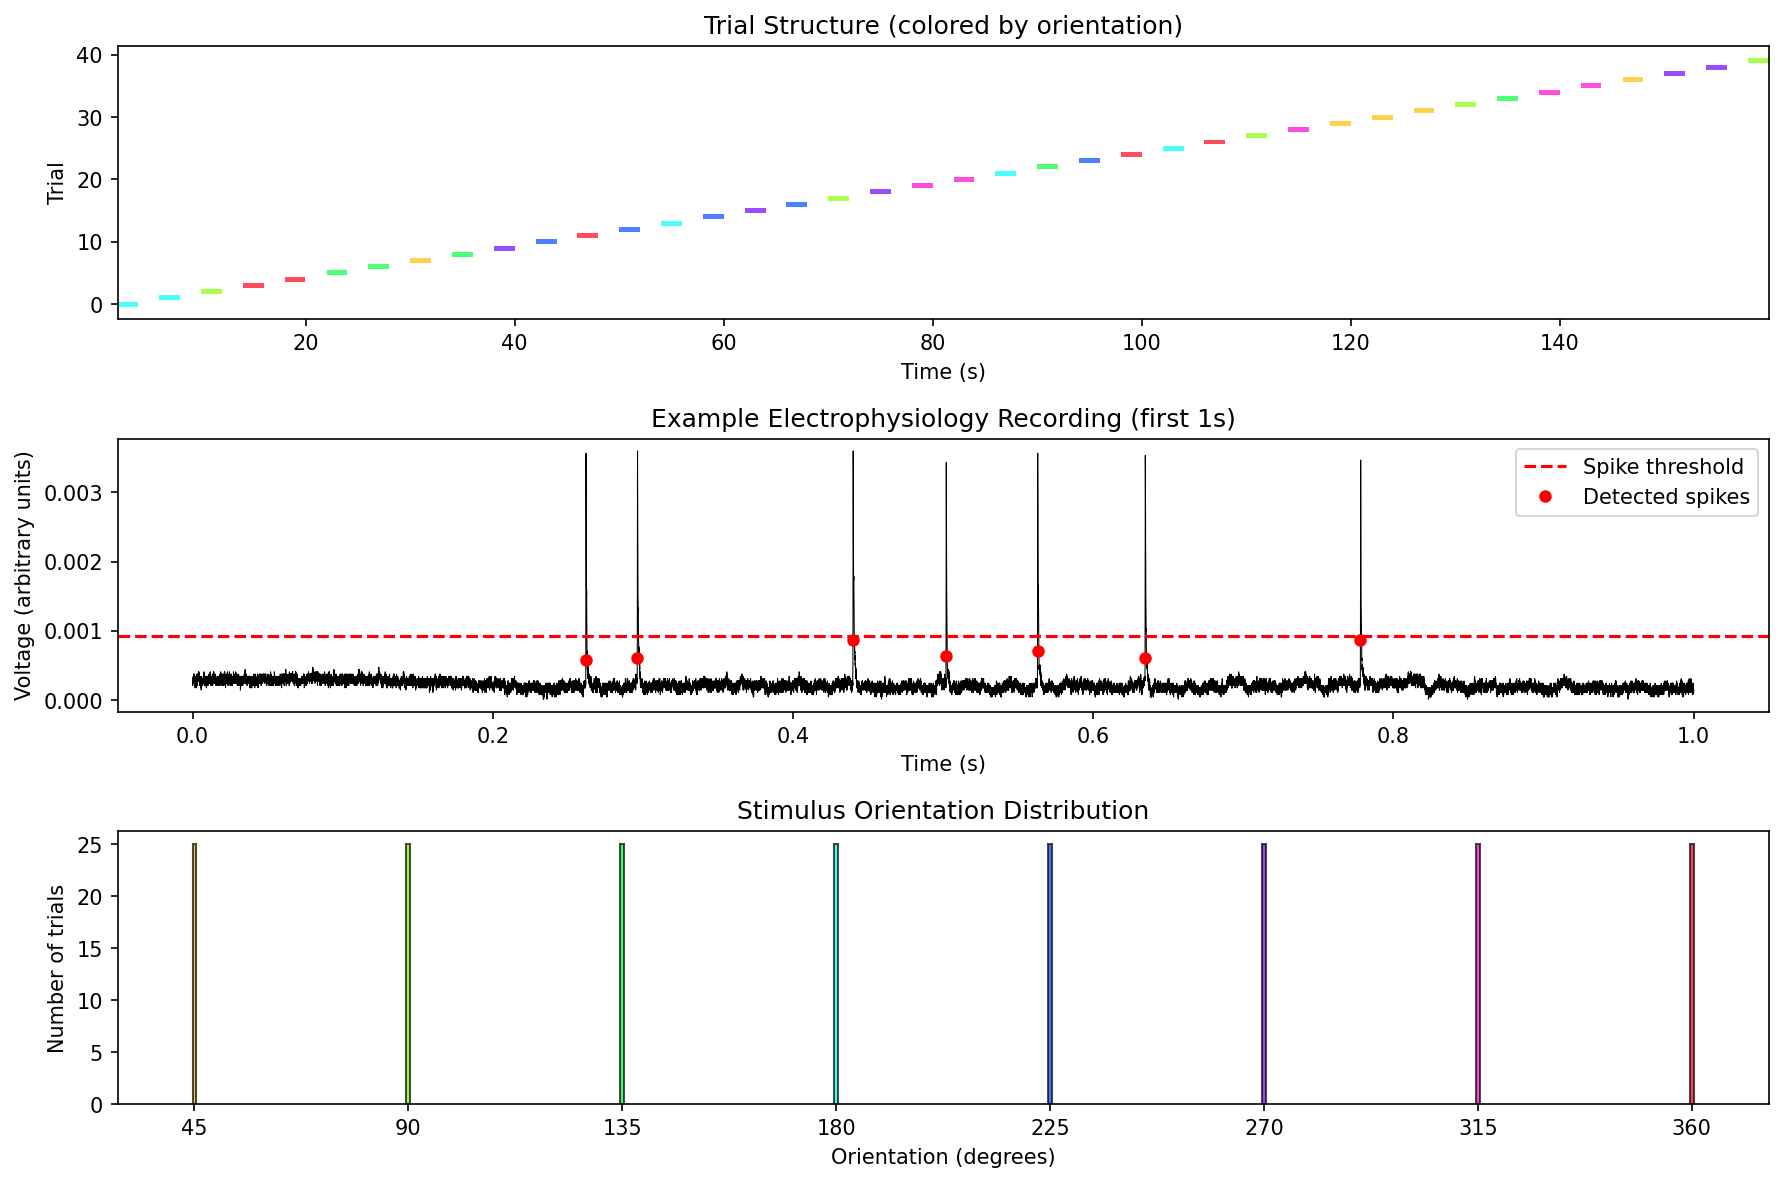 Trial Structure (colored by orientation)
40
30
20
10
0
Trial
20 40 60 80 100 120 140
Time (s)
Example Electrophysiology Recording (first 1s)
0.003
0.002
0.001
0.000
Voltage (arbitrary units)
Spike threshold
Detected spikes
0.0 0.2 0.4 0.6 0.8 1.0
Time (s)
Stimulus Orientation Distribution
25
20
15
10
5
0
Number of trials
45 90 135 180 225 270 315 360
Orientation (degrees)